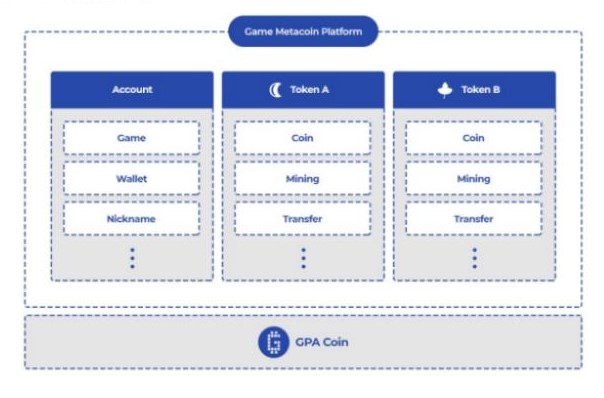 Game Metacoin Platform
Account
Token A
Token B
Game
Coin
Coin
Wallet
Mining
Mining
Nickname
Transfer
Transfer
GPA Coin